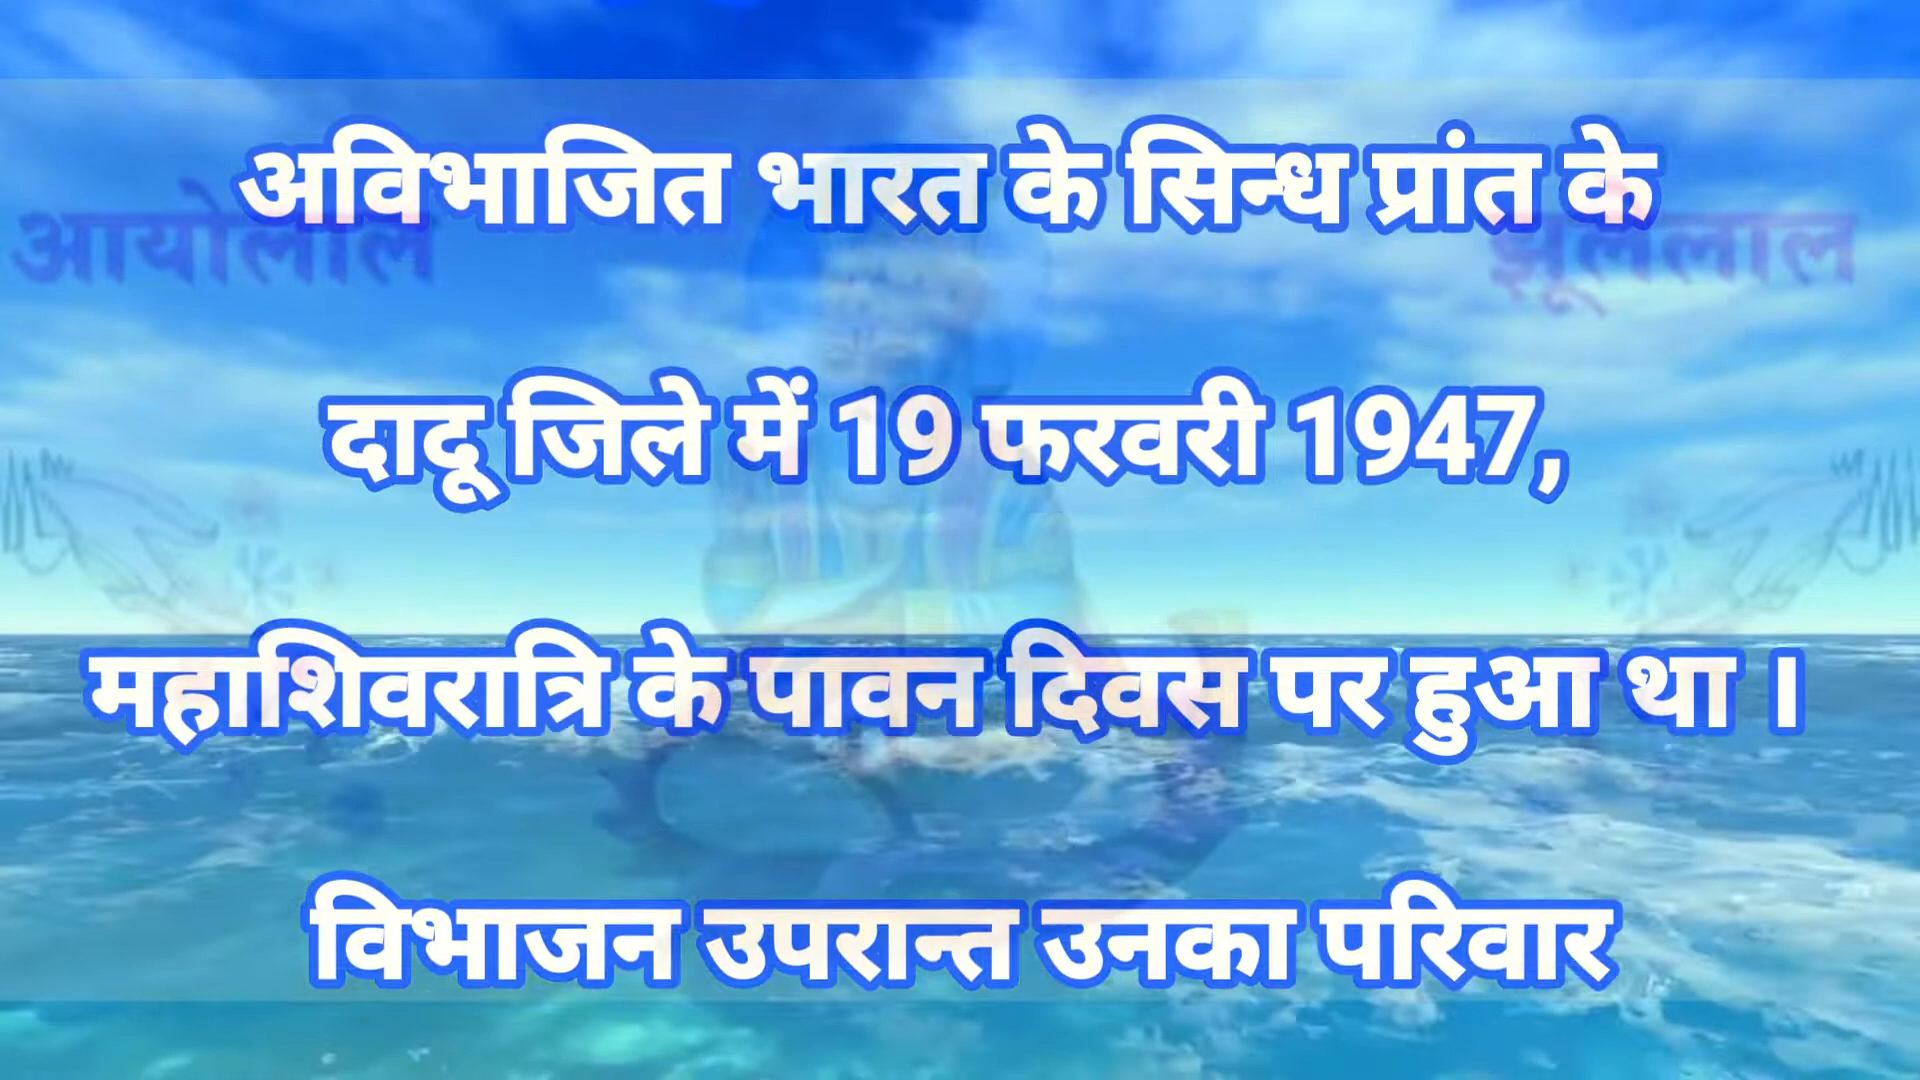 अविभाजित भारत के सिन्ध प्रांत के
आयोलाल
झूलेलाल
दादू जिले में 19 फरवरी 1947,
महाशिवरात्रि के पावन दिवस पर हुआ था ।
विभाजन उपरान्त उनका परिवार